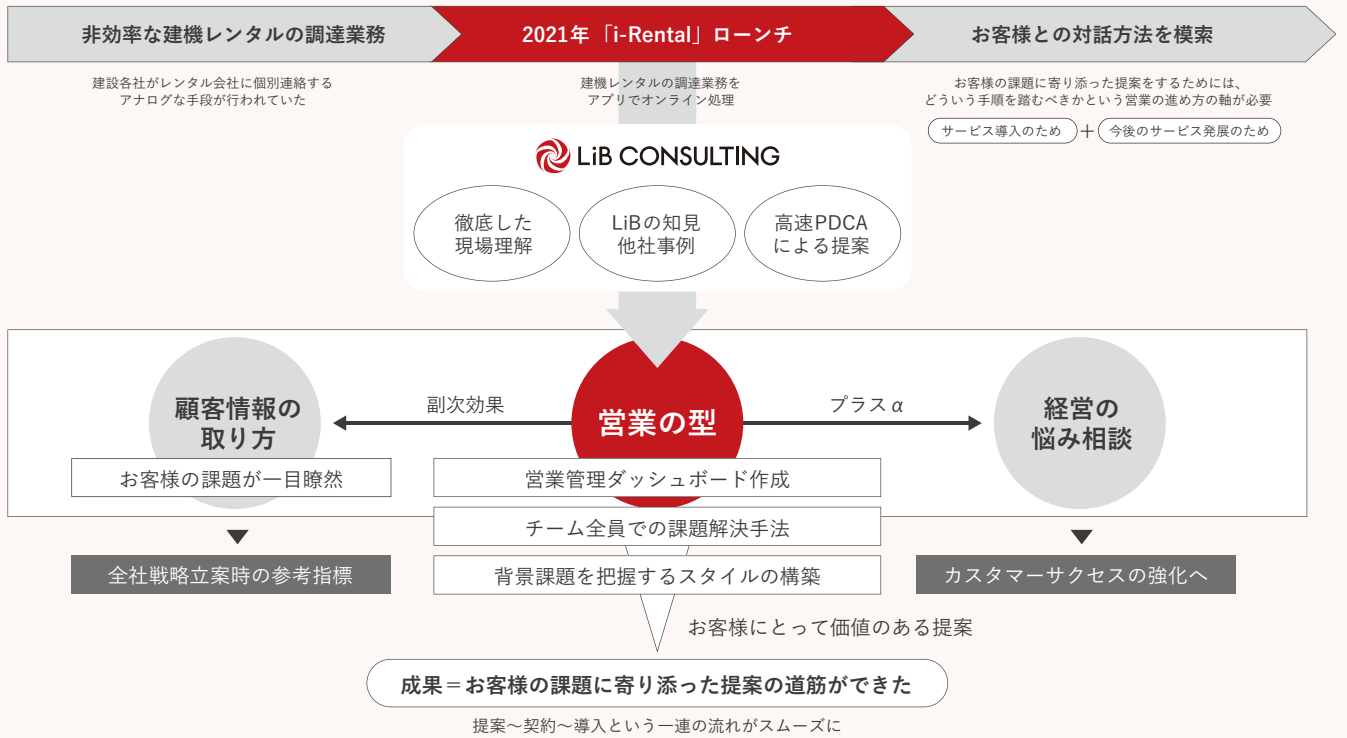 非効率な建機レンタルの調達業務
2021年「i-Rental」ローンチ
お客様との対話方法を模索
建設各社がレンタル会社に個別連絡する
アナログな手段が行われていた
建機レンタルの調達業務を
アプリでオンライン処理
お客様の課題に寄り添った提案をするためには、
どういう手順を踏むべきかという営業の進め方の軸が必要
サービス導入のため + 今後のサービス発展のため
LiB CONSULTING
徹底した
現場理解
LiBの知見
他社事例
高速PDCA
による提案
顧客情報の
取り方
副次効果
営業の型
プラスα
経営の
悩み相談
お客様の課題が一目瞭然
営業管理ダッシュボード作成
チーム全員での課題解決手法
背景課題を把握するスタイルの構築
全社戦略立案時の参考指標
カスタマーサクセスの強化へ
お客様にとって価値のある提案
成果＝お客様の課題に寄り添った提案の道筋ができた
提案～契約～導入という一連の流れがスムーズに